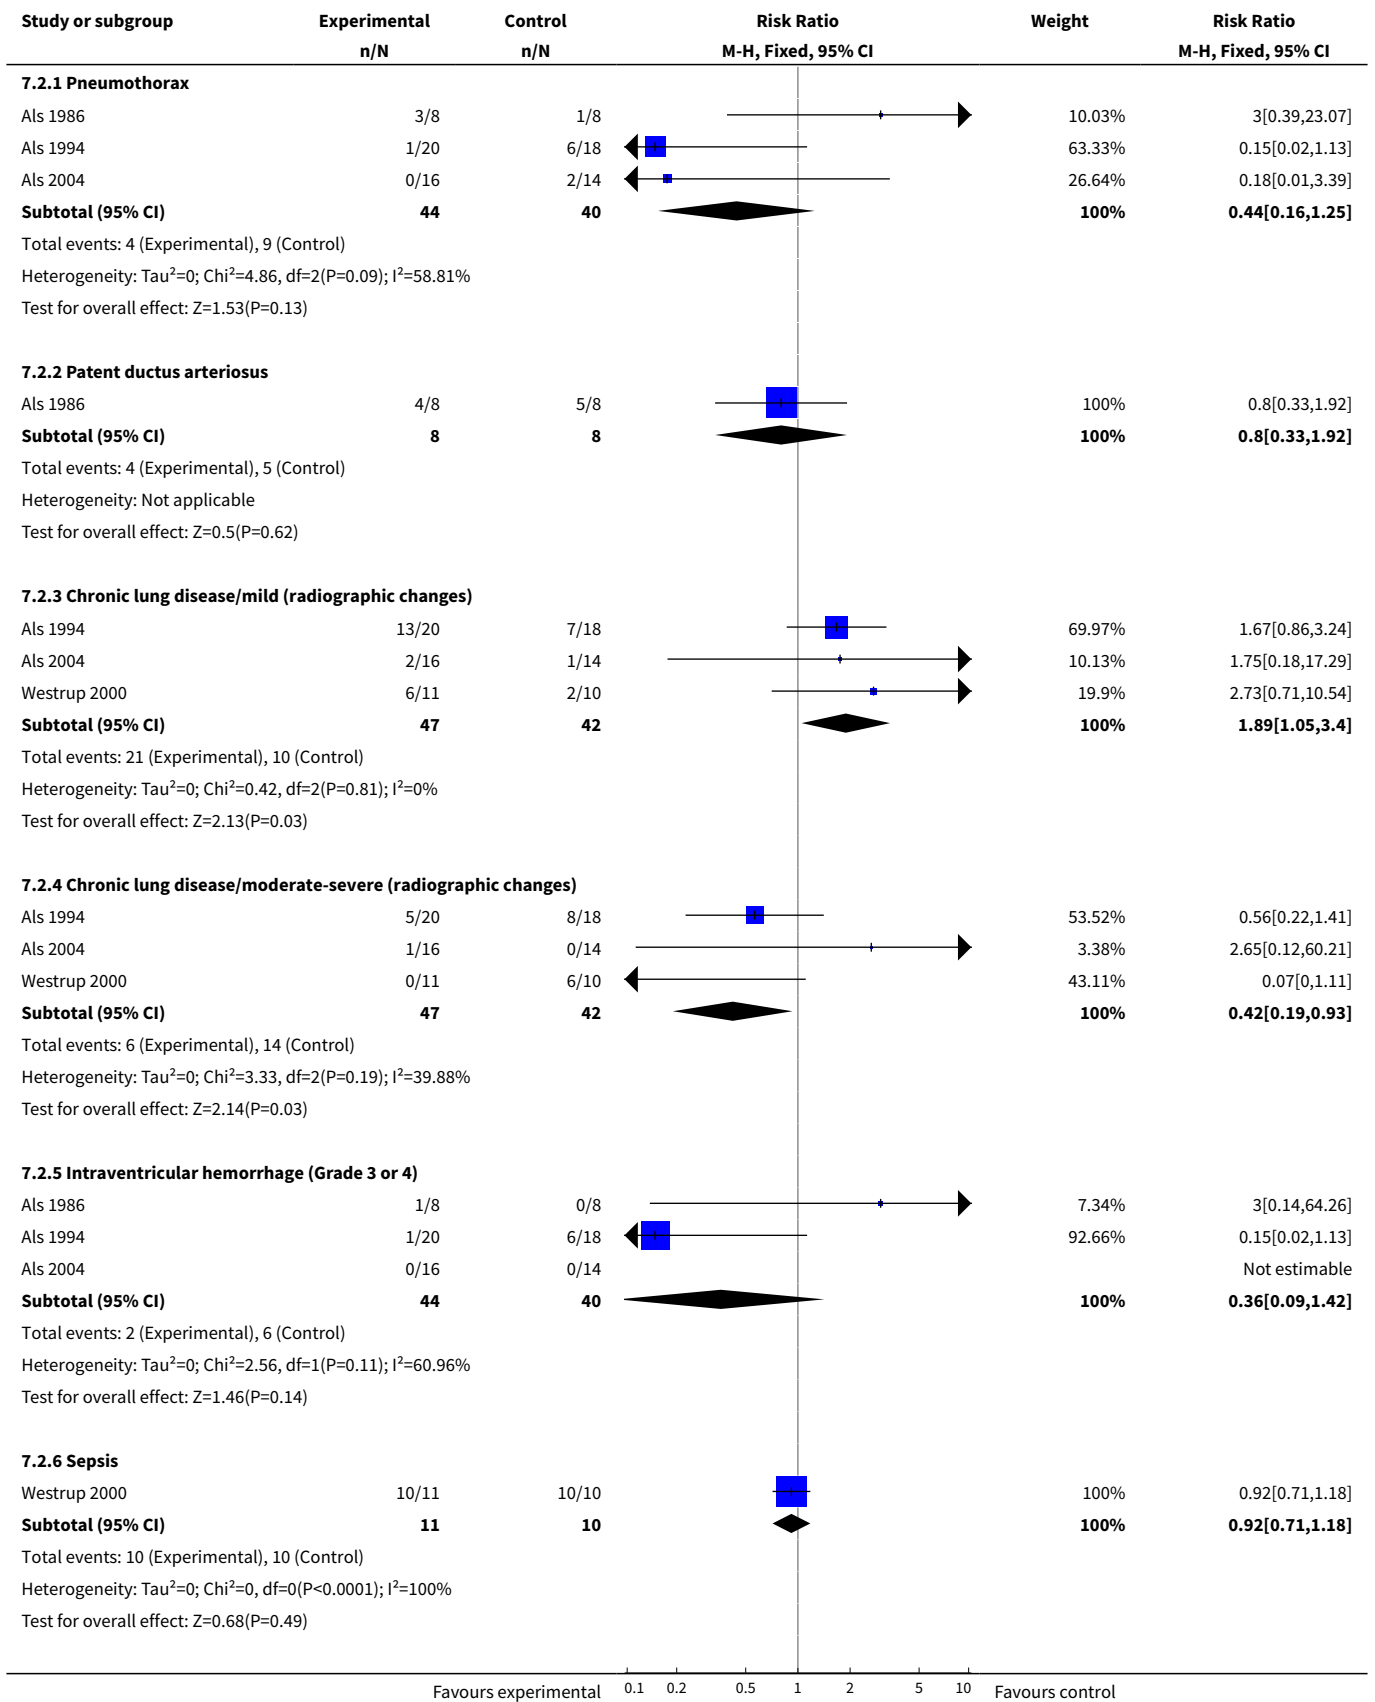 Study or subgroup Experimental Control Risk Ratio Weight Risk Ratio
n/N n/N M-H, Fixed, 95% CI M-H, Fixed, 95% CI
7.2.1 Pneumothorax
Als 1986 3/8 1/8 10.03% 3[0.39,23.07]
Als 1994 1/20 6/18 63.33% 0.15[0.02,1.13]
Als 2004 0/16 2/14 26.64% 0.18[0.01,3.39]
Subtotal (95% CI) 44 40 100% 0.44[0.16,1.25]
Total events: 4 (Experimental), 9 (Control)
Heterogeneity: Tau²=0; Chi²=4.86, df=2(P=0.09); I²=58.81%
Test for overall effect: Z=1.53(P=0.13)
7.2.2 Patent ductus arteriosus
Als 1986 4/8 5/8 100% 0.8[0.33,1.92]
Subtotal (95% CI) 8 8 100% 0.8[0.33,1.92]
Total events: 4 (Experimental), 5 (Control)
Heterogeneity: Not applicable
Test for overall effect: Z=0.5(P=0.62)
7.2.3 Chronic lung disease/mild (radiographic changes)
Als 1994 13/20 7/18 69.97% 1.67[0.86,3.24]
Als 2004 2/16 1/14 10.13% 1.75[0.18,17.29]
Westrup 2000 6/11 2/10 19.9% 2.73[0.71,10.54]
Subtotal (95% CI) 47 42 100% 1.89[1.05,3.4]
Total events: 21 (Experimental), 10 (Control)
Heterogeneity: Tau²=0; Chi²=0.42, df=2(P=0.81); I²=0%
Test for overall effect: Z=2.13(P=0.03)
7.2.4 Chronic lung disease/moderate-severe (radiographic changes)
Als 1994 5/20 8/18 53.52% 0.56[0.22,1.41]
Als 2004 1/16 0/14 3.38% 2.65[0.12,60.21]
Westrup 2000 0/11 6/10 43.11% 0.07[0,1.11]
Subtotal (95% CI) 47 42 100% 0.42[0.19,0.93]
Total events: 6 (Experimental), 14 (Control)
Heterogeneity: Tau²=0; Chi²=3.33, df=2(P=0.19); I²=39.88%
Test for overall effect: Z=2.14(P=0.03)
7.2.5 Intraventricular hemorrhage (Grade 3 or 4)
Als 1986 1/8 0/8 7.34% 3[0.14,64.26]
Als 1994 1/20 6/18 92.66% 0.15[0.02,1.13]
Als 2004 0/16 0/14 Not estimable
Subtotal (95% CI) 44 40 100% 0.36[0.09,1.42]
Total events: 2 (Experimental), 6 (Control)
Heterogeneity: Tau²=0; Chi²=2.56, df=1(P=0.11); I²=60.96%
Test for overall effect: Z=1.46(P=0.14)
7.2.6 Sepsis
Westrup 2000 10/11 10/10 100% 0.92[0.71,1.18]
Subtotal (95% CI) 11 10 100% 0.92[0.71,1.18]
Total events: 10 (Experimental), 10 (Control)
Heterogeneity: Tau²=0; Chi²=0, df=0(P<0.0001); I²=100%
Test for overall effect: Z=0.68(P=0.49)
Favours experimental 0.1 0.2 0.5 1 2 5 10 Favours control